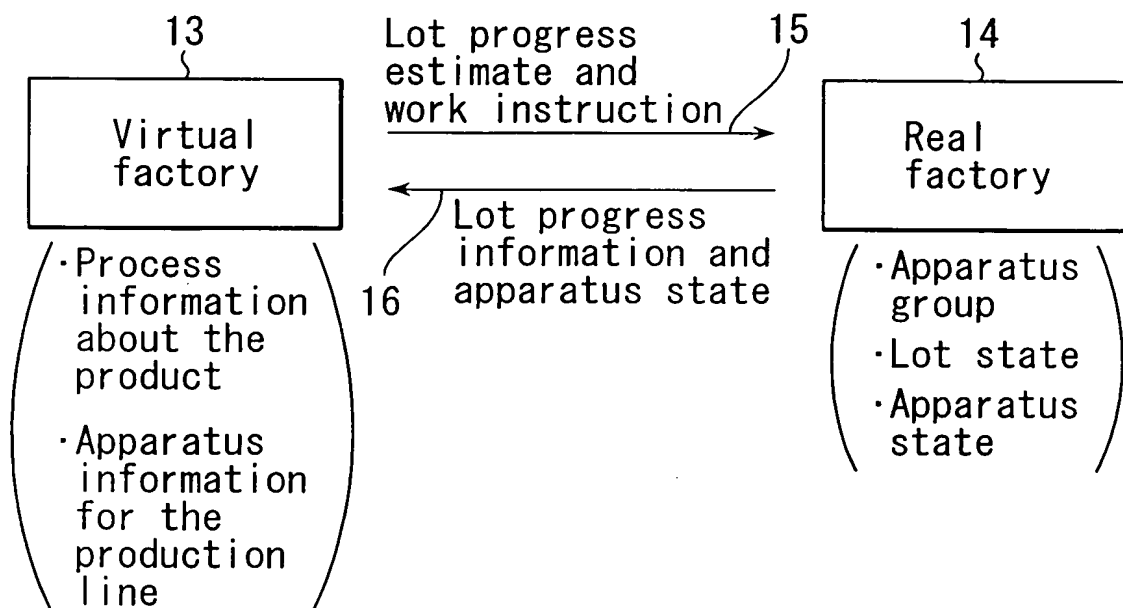 13
Virtual
factory
Lot progress
estimate and
work instruction
15
14
Real
factory
Lot progress
information and
apparatus state
16
·Process
information
about the
product
·Apparatus
information
for the
production
line
·Apparatus
group
·Lot state
·Apparatus
state